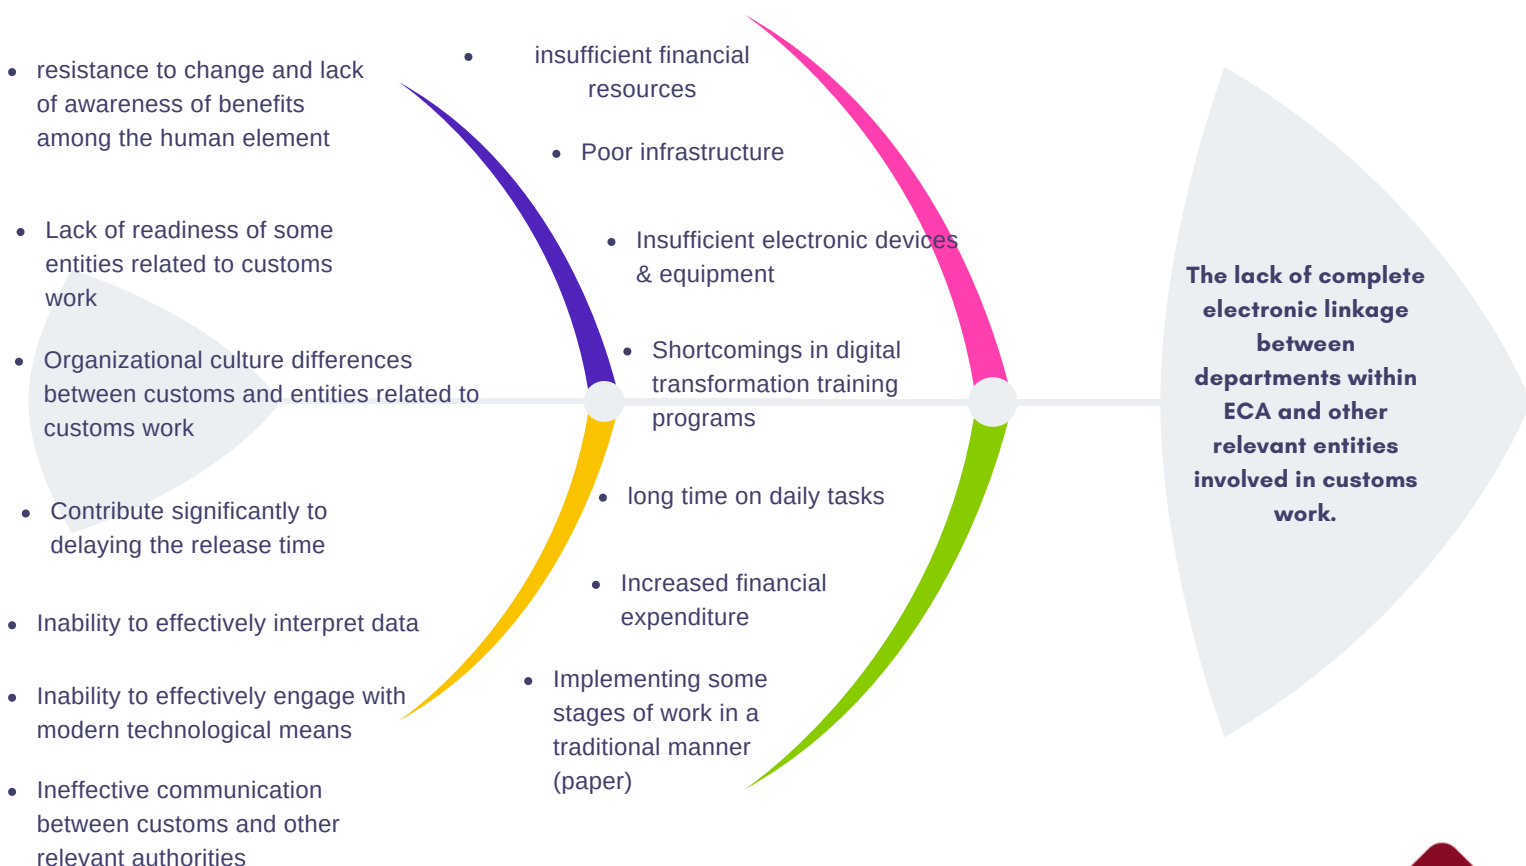 resistance to change and lack
of awareness of benefits
among the human element
Lack of readiness of some
entities related to customs
work
Organizational culture differences
between customs and entities related to
customs work
Contribute significantly to
delaying the release time
Inability to effectively interpret data
Inability to effectively engage with
modern technological means
Ineffective communication
between customs and other
relevant authorities
insufficient financial
resources
Poor infrastructure
Insufficient electronic devices
& equipment
Shortcomings in digital
transformation training
programs
long time on daily tasks
Increased financial
expenditure
Implementing some
stages of work in a
traditional manner
(paper)
The lack of complete
electronic linkage
between
departments within
ECA and other
relevant entities
involved in customs
work.